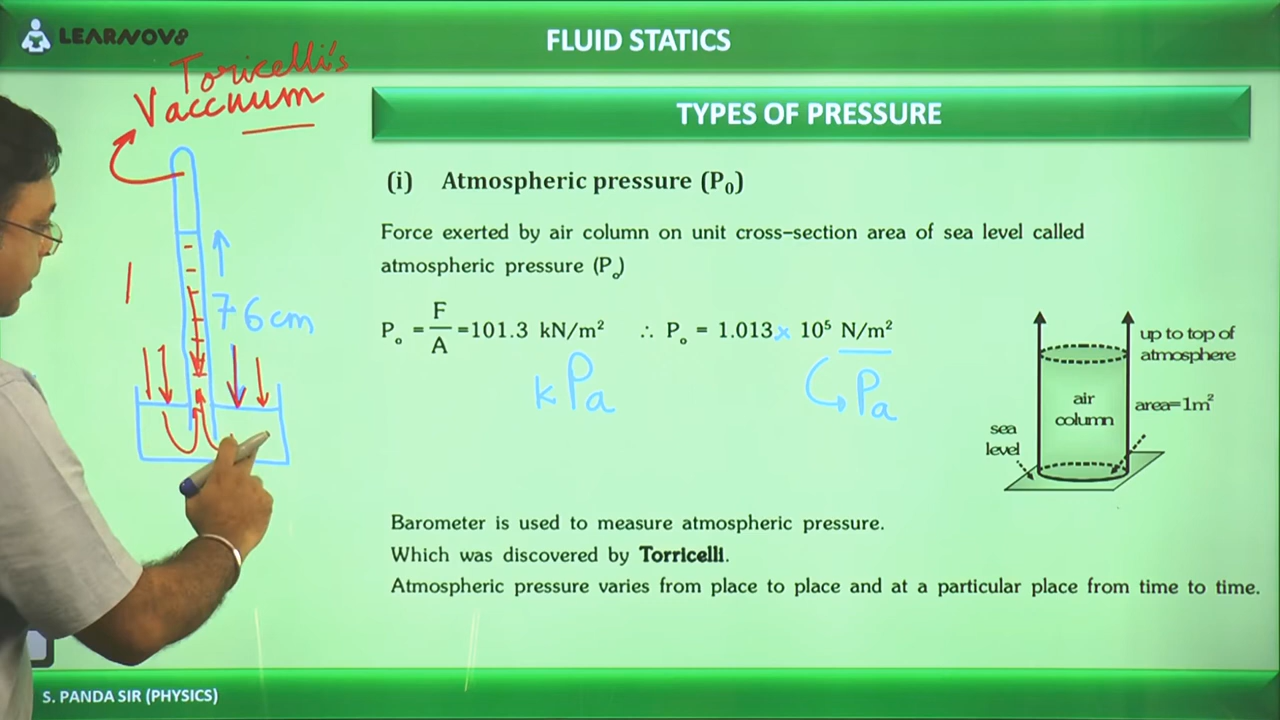 LEARNOV8
FLUID STATICS
Toricelli's
Vaccnum
76cm
TYPES OF PRESSURE
(i) Atmospheric pressure (P₀)
Force exerted by air column on unit cross-section area of sea level called
atmospheric pressure (P₀)
P₀ = F/A =101.3 kN/m² ∴ P₀ = 1.013 × 10⁵ N/m²
kPa
Pa
up to top of
atmosphere
air
column
area=1m²
sea
level
Barometer is used to measure atmospheric pressure.
Which was discovered by Torricelli.
Atmospheric pressure varies from place to place and at a particular place from time to time.
S. PANDA SIR (PHYSICS)